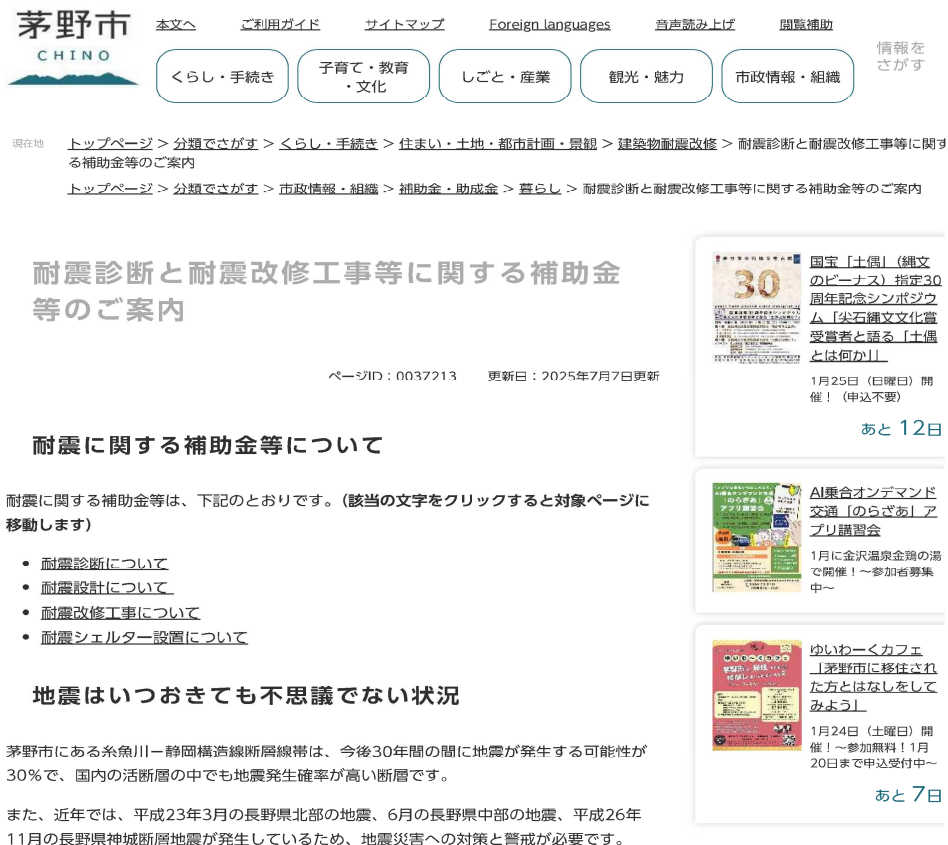 茅野市
CHINO
本文へ
ご利用ガイド
サイトマップ
Foreign languages
音声読み上げ
閲覧補助
くらし・手続き
子育て・教育
・文化
しごと・産業
観光・魅力
市政情報・組織
情報を
さがす
現在地
トップページ > 分類でさがす > くらし・手続き > 住まい・土地・都市計画・景観 > 建築物耐震改修 > 耐震診断と耐震改修工事等に関す
る補助金等のご案内
トップページ > 分類でさがす > 市政情報・組織 > 補助金・助成金 > 暮らし > 耐震診断と耐震改修工事等に関する補助金等のご案内
耐震診断と耐震改修工事等に関する補助金
等のご案内
ページID：0037213 更新日：2025年7月7日更新
耐震に関する補助金等について
耐震に関する補助金等は、下記のとおりです。（該当の文字をクリックすると対象ページに
移動します）
耐震診断について
耐震設計について
耐震改修工事について
耐震シェルター設置について
地震はいつおきても不思議でない状況
茅野市にある糸魚川－静岡構造線断層線帯は、今後30年間の間に地震が発生する可能性が
30％で、国内の活断層の中でも地震発生確率が高い断層です。
また、近年では、平成23年3月の長野県北部の地震、6月の長野県中部の地震、平成26年
11月の長野県神城断層地震が発生しているため、地震災害への対策と警戒が必要です。
30
国宝「土偶」（縄文
のビーナス）指定30
周年記念シンポジウ
ム「尖石縄文文化賞
受賞者と語る「土偶
とは何か」」
1月25日（日曜日）開
催！（申込不要）
あと 12日
AI乗合オンデマンド
交通「のらざあ」
アプリ講習会
AI乗合オンデマンド
交通「のらざあ」ア
プリ講習会
1月に金沢温泉金鶏の湯
で開催！～参加者募集
中～
ゆいわ～くカフェ
ゆいわーくカフェ
「茅野市に移住され
た方とはなしをして
みよう」
1月24日（土曜日）開
催！～参加無料！1月
20日まで申込受付中～
あと 7日